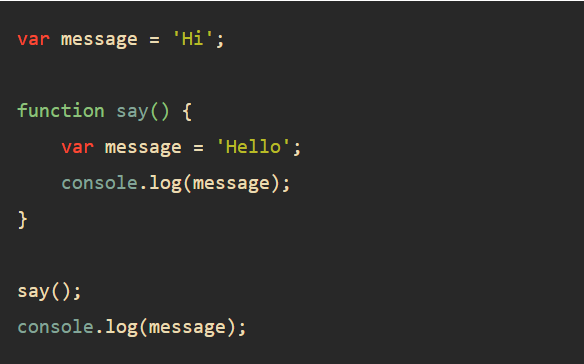 var message = 'Hi';
function say() {
    var message = 'Hello';
    console.log(message);
}
say();
console.log(message);